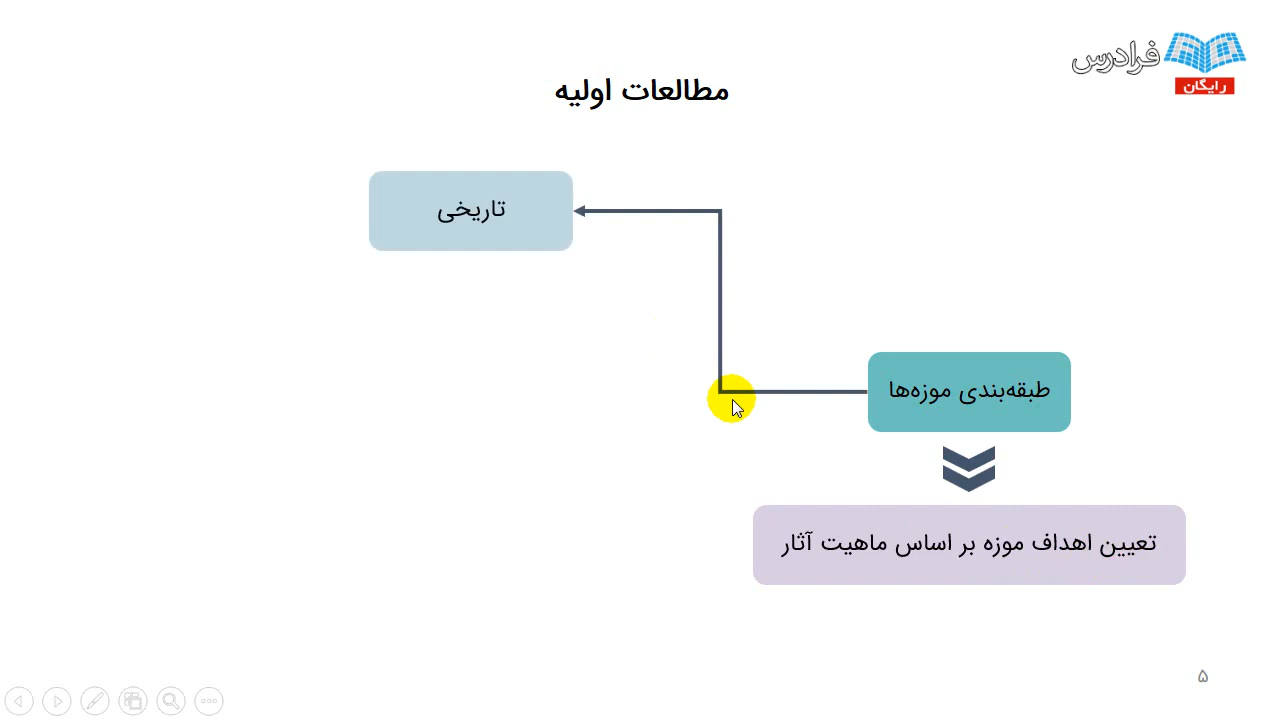 فرادرس
رایگان
مطالعات اولیه
تاریخی
طبقه‌بندی موزه‌ها
تعیین اهداف موزه بر اساس ماهیت آثار
۵